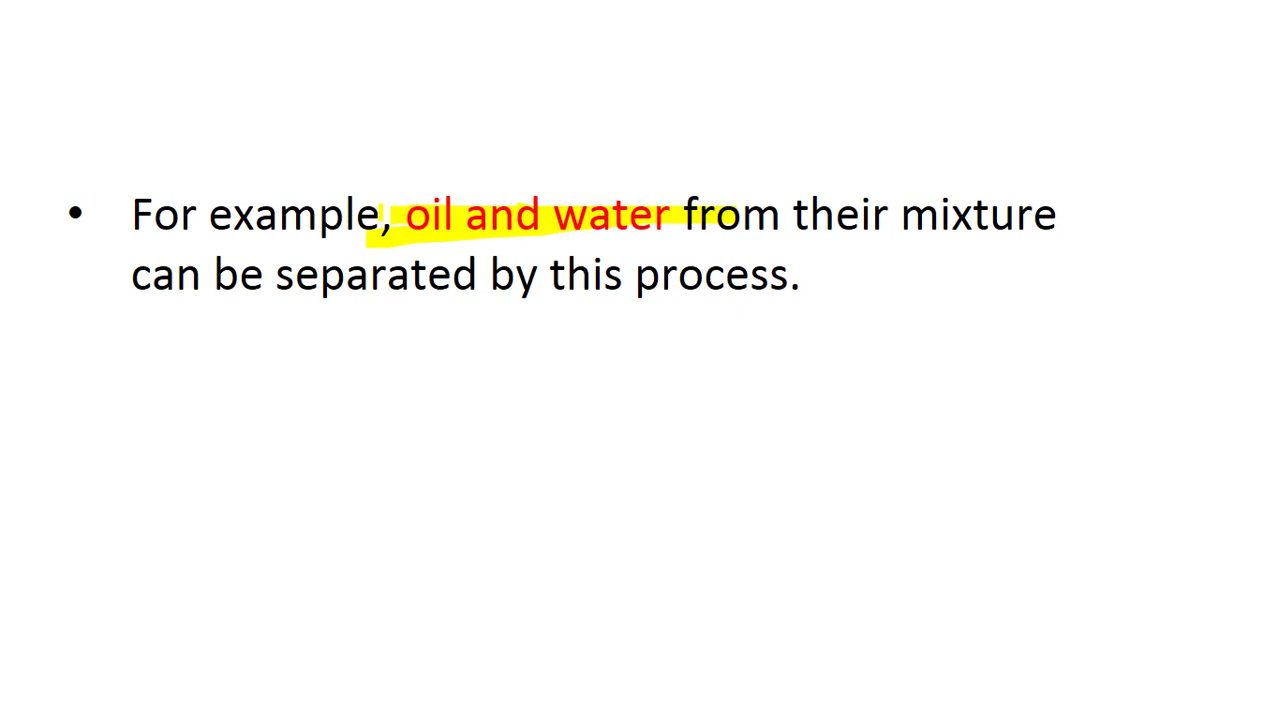 • For example, oil and water from their mixture
can be separated by this process.